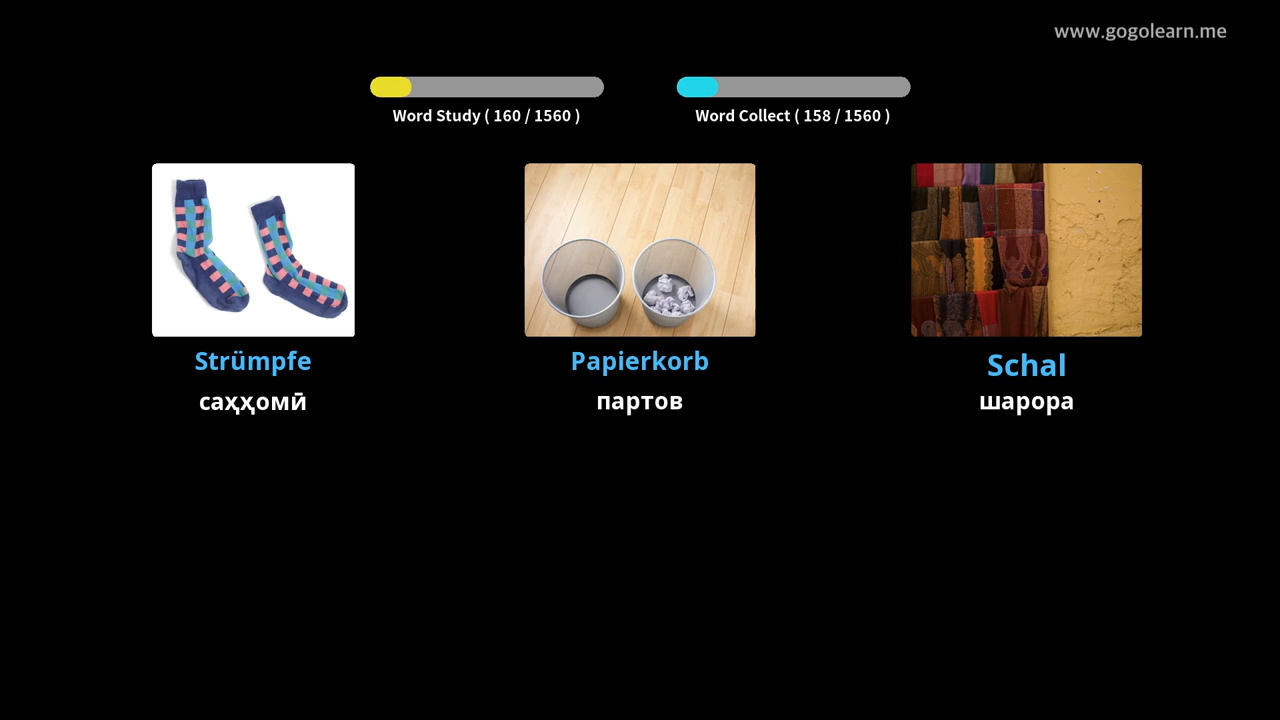 www.gogolearn.me
Word Study ( 160 / 1560 )
Word Collect ( 158 / 1560 )
Strümpfe
Papierkorb
Schal
саҳҳомӣ
партов
шарора